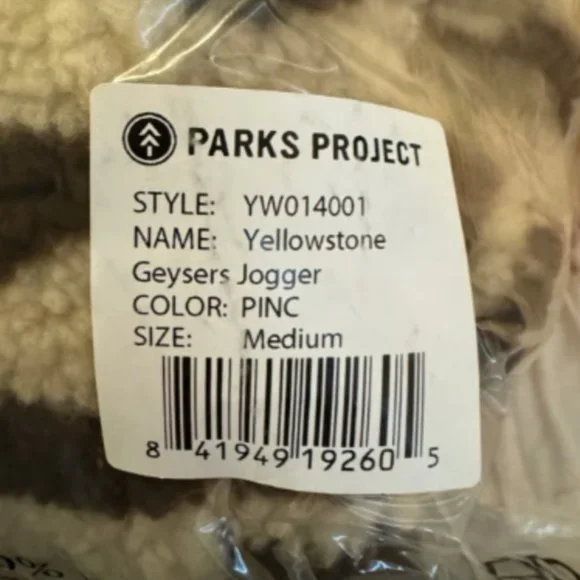 PARKS PROJECT
STYLE: YW014001
NAME: Yellowstone
Geysers Jogger
COLOR: PINC
SIZE: Medium
8 41949 19260 5